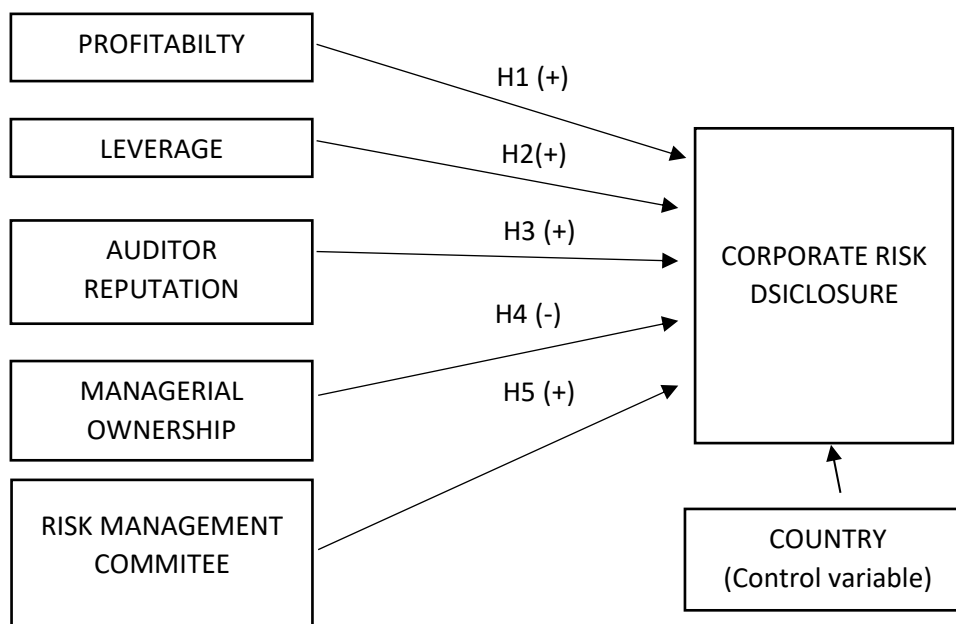 PROFITABILTY
H1 (+)
LEVERAGE
H2(+)
AUDITOR
REPUTATION
H3 (+)
MANAGERIAL
OWNERSHIP
H4 (-)
RISK MANAGEMENT
COMMITEE
H5 (+)
CORPORATE RISK
DSICLOSURE
COUNTRY
(Control variable)